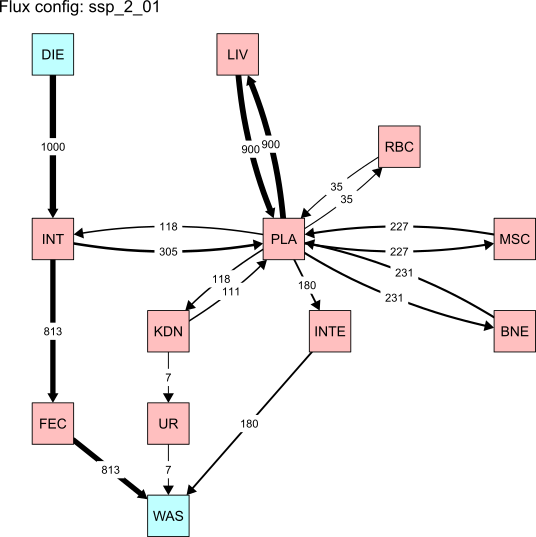 Flux config: ssp_2_01
DIE
LIV
1000
900
900
RBC
35
35
INT
118
305
PLA
227
227
MSC
231
231
118
111
180
KDN
INTE
BNE
813
7
FEC
UR
180
813
7
WAS